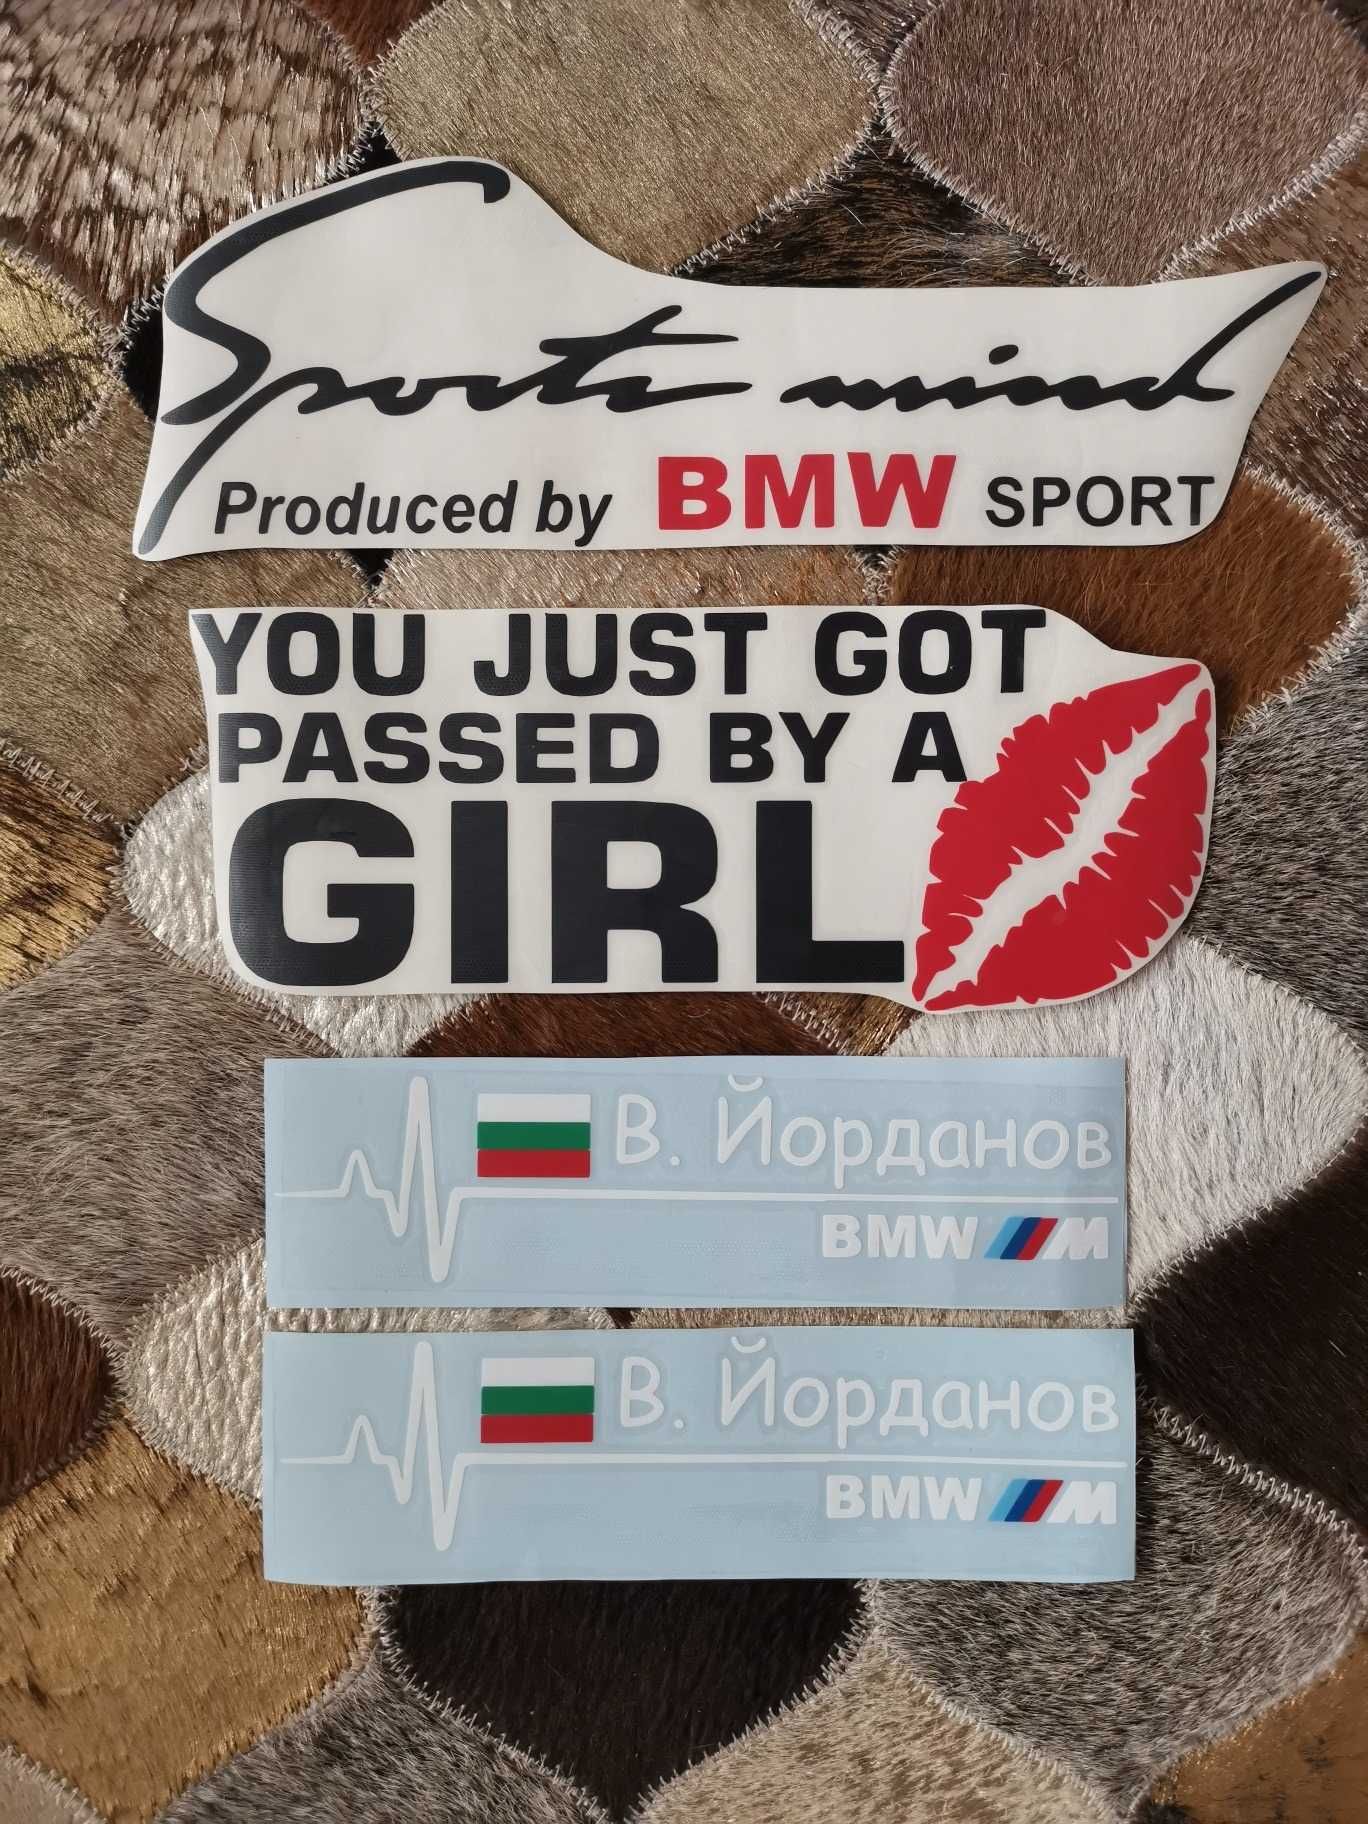 Sports mind
Produced by BMW SPORT
YOU JUST GOT
PASSED BY A
GIRL
В. Йорданов
BMW M
В. Йорданов
BMW M